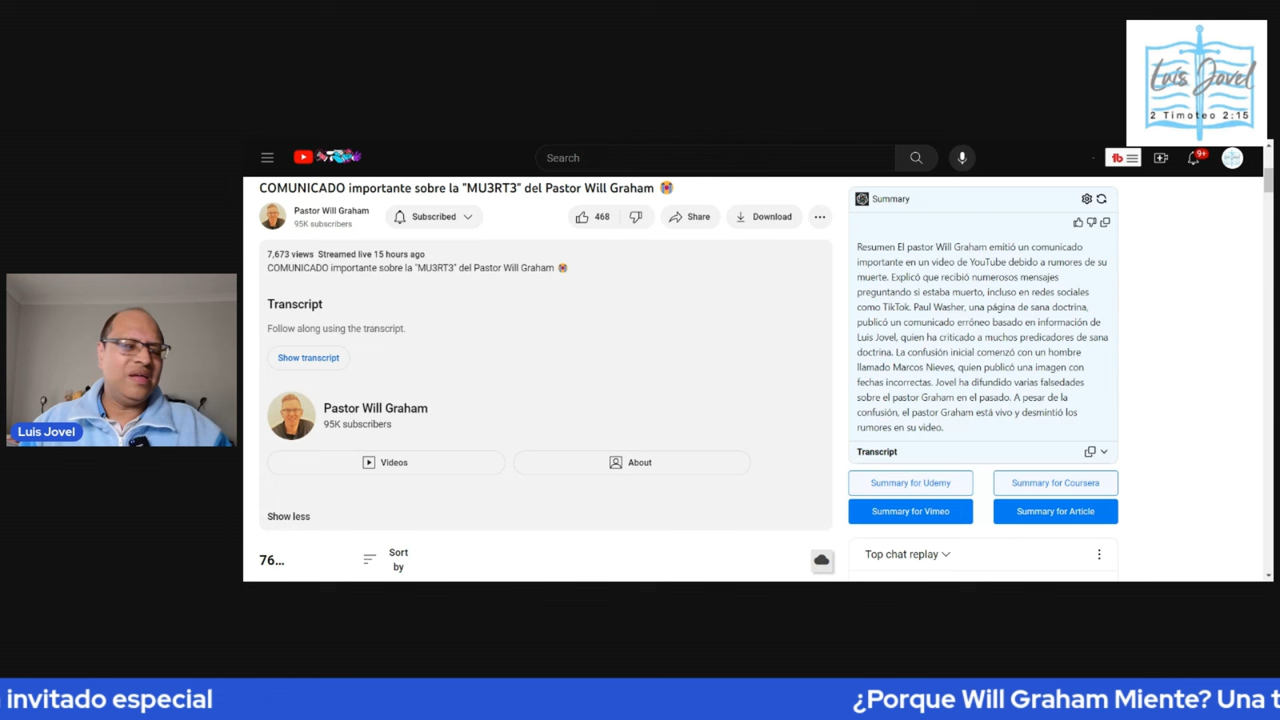 Luis Jovel
2 Timoteo 2:15
Search
9+
COMUNICADO importante sobre la "MU3RT3" del Pastor Will Graham
Pastor Will Graham
95K subscribers
Subscribed
468
Share
Download
7,673 views Streamed live 15 hours ago
COMUNICADO importante sobre la "MU3RT3" del Pastor Will Graham
Transcript
Follow along using the transcript.
Show transcript
Pastor Will Graham
95K subscribers
Videos
About
Show less
76...
Sort
by
Summary
Resumen El pastor Will Graham emitió un comunicado
importante en un video de YouTube debido a rumores de su
muerte. Explicó que recibió numerosos mensajes
preguntando si estaba muerto, incluso en redes sociales
como TikTok. Paul Washer, una página de sana doctrina,
publicó un comunicado erróneo basado en información de
Luis Jovel, quien ha criticado a muchos predicadores de sana
doctrina. La confusión inicial comenzó con un hombre
llamado Marcos Nieves, quien publicó una imagen con
fechas incorrectas. Jovel ha difundido varias falsedades
sobre el pastor Graham en el pasado. A pesar de la
confusión, el pastor Graham está vivo y desmintió los
rumores en su video.
Transcript
Summary for Udemy
Summary for Coursera
Summary for Vimeo
Summary for Article
Top chat replay
Luis Jovel
invitado especial
¿Porque Will Graham Miente? Una t